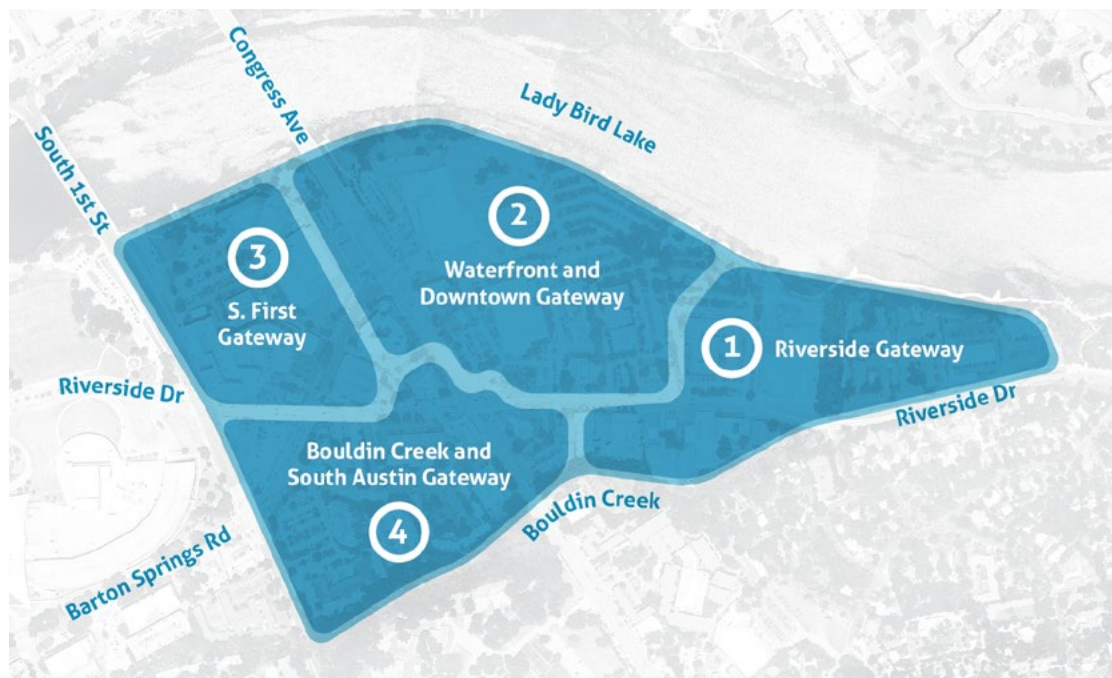 Congress Ave
Lady Bird Lake
South 1st St
2
Waterfront and
Downtown Gateway
3
S. First
Gateway
1
Riverside Gateway
Riverside Dr
Riverside Dr
Bouldin Creek and
South Austin Gateway
4
Bouldin Creek
Barton Springs Rd